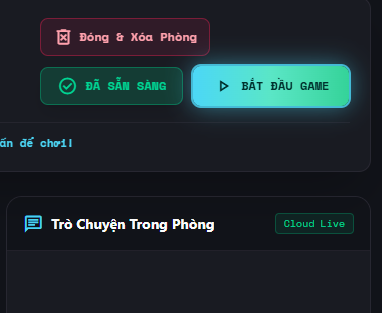 Đóng & Xóa Phòng
ĐÃ SẴN SÀNG
BẮT ĐẦU GAME
ấn để chơi!
Trò Chuyện Trong Phòng
Cloud Live